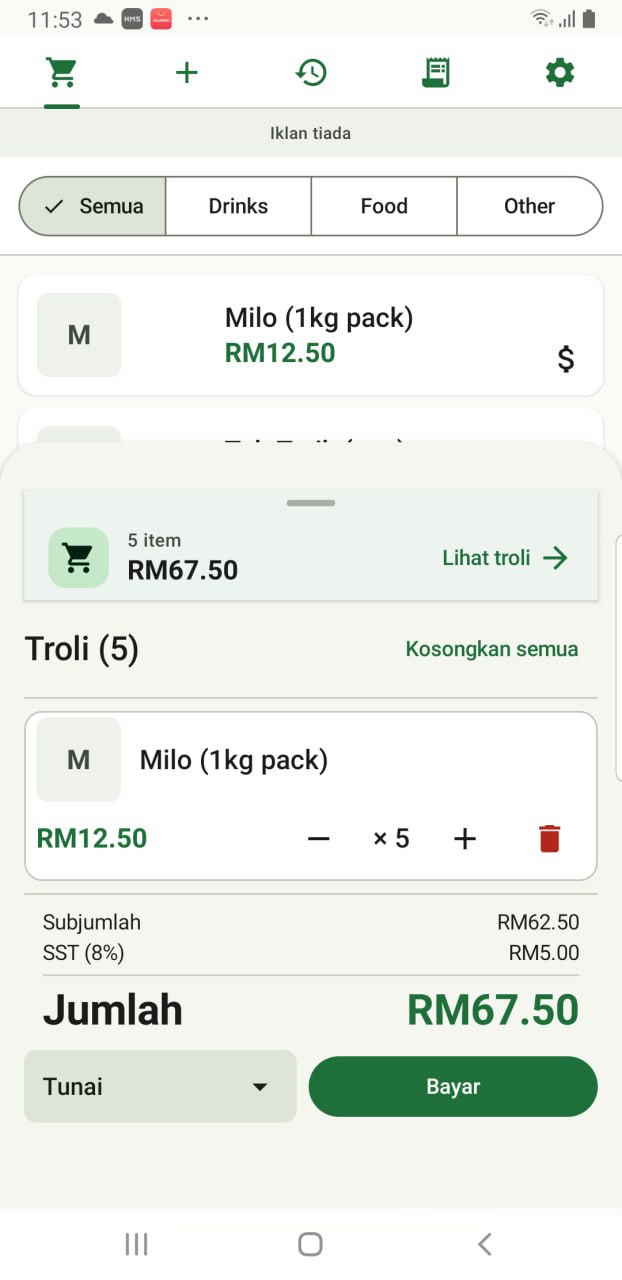 11:53
HMS
HUAWEI
Iklan tiada
Semua
Drinks
Food
Other
M
Milo (1kg pack)
RM12.50
$
5 item
RM67.50
Lihat troli
Troli (5)
Kosongkan semua
M
Milo (1kg pack)
RM12.50
× 5
Subjumlah RM62.50
SST (8%) RM5.00
Jumlah RM67.50
Tunai
Bayar